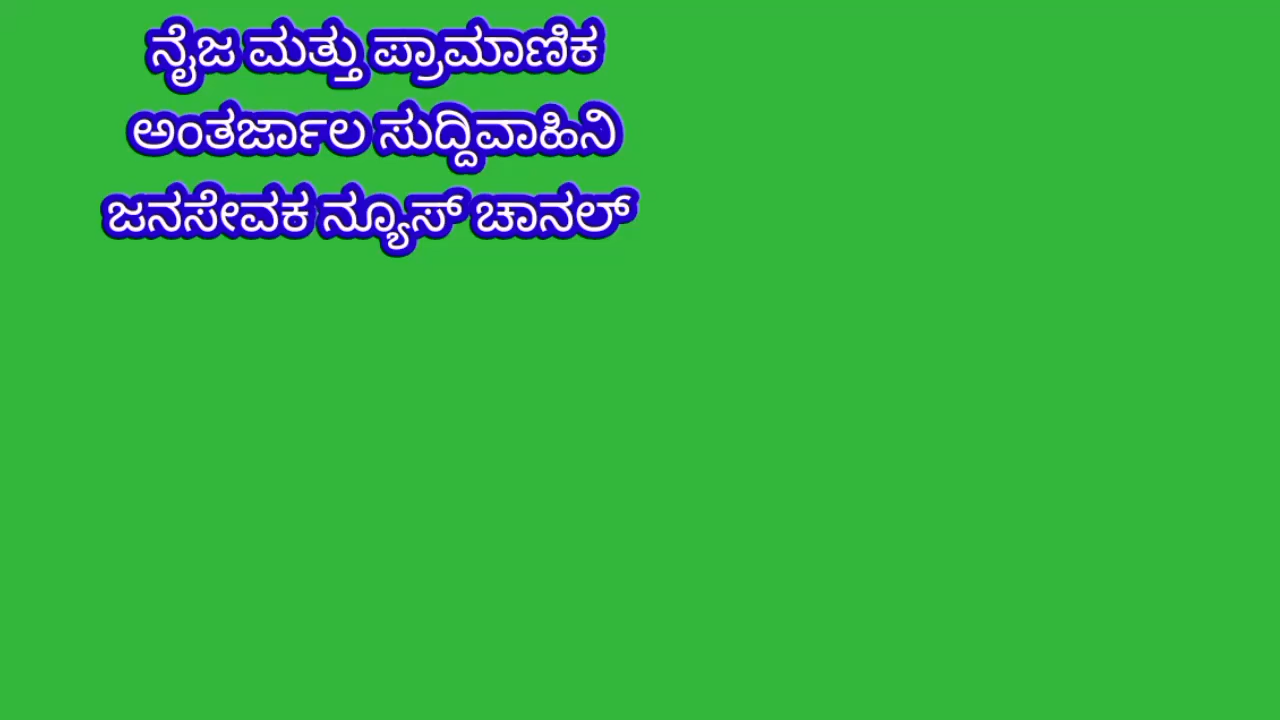 ನೈಜ ಮತ್ತು ಪ್ರಾಮಾಣಿಕ
ಅಂತರ್ಜಾಲ ಸುದ್ದಿವಾಹಿನಿ
ಜನಸೇವಕ ನ್ಯೂಸ್ ಚಾನಲ್